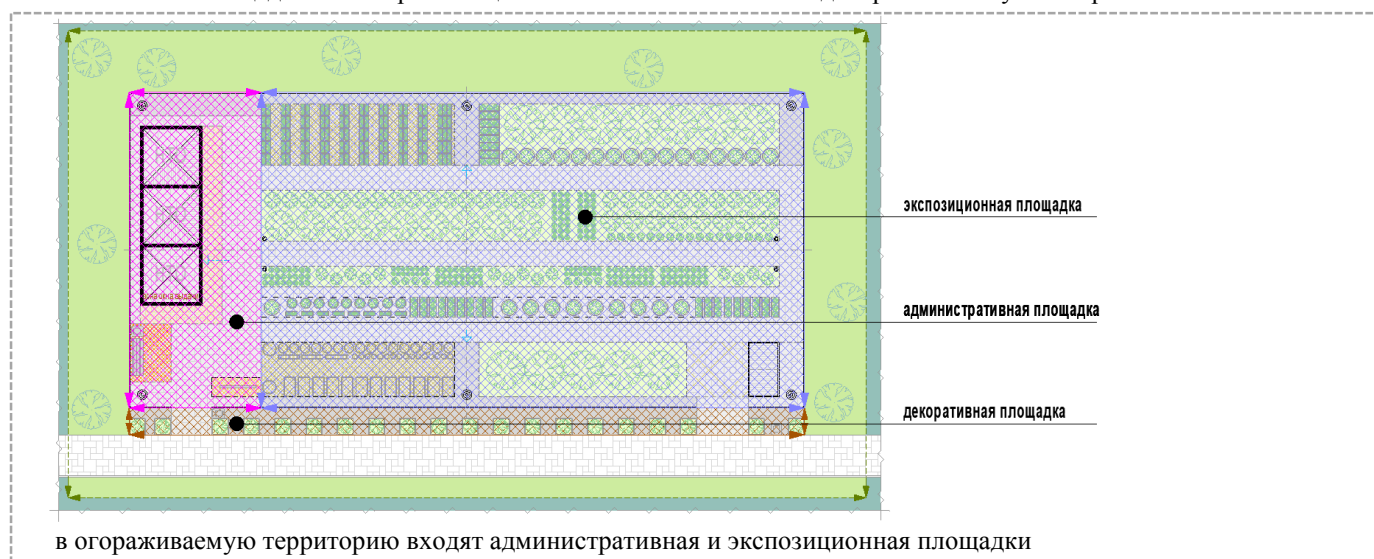 экспозиционная площадка
административная площадка
декоративная площадка
в огораживаемую территорию входят административная и экспозиционная площадки